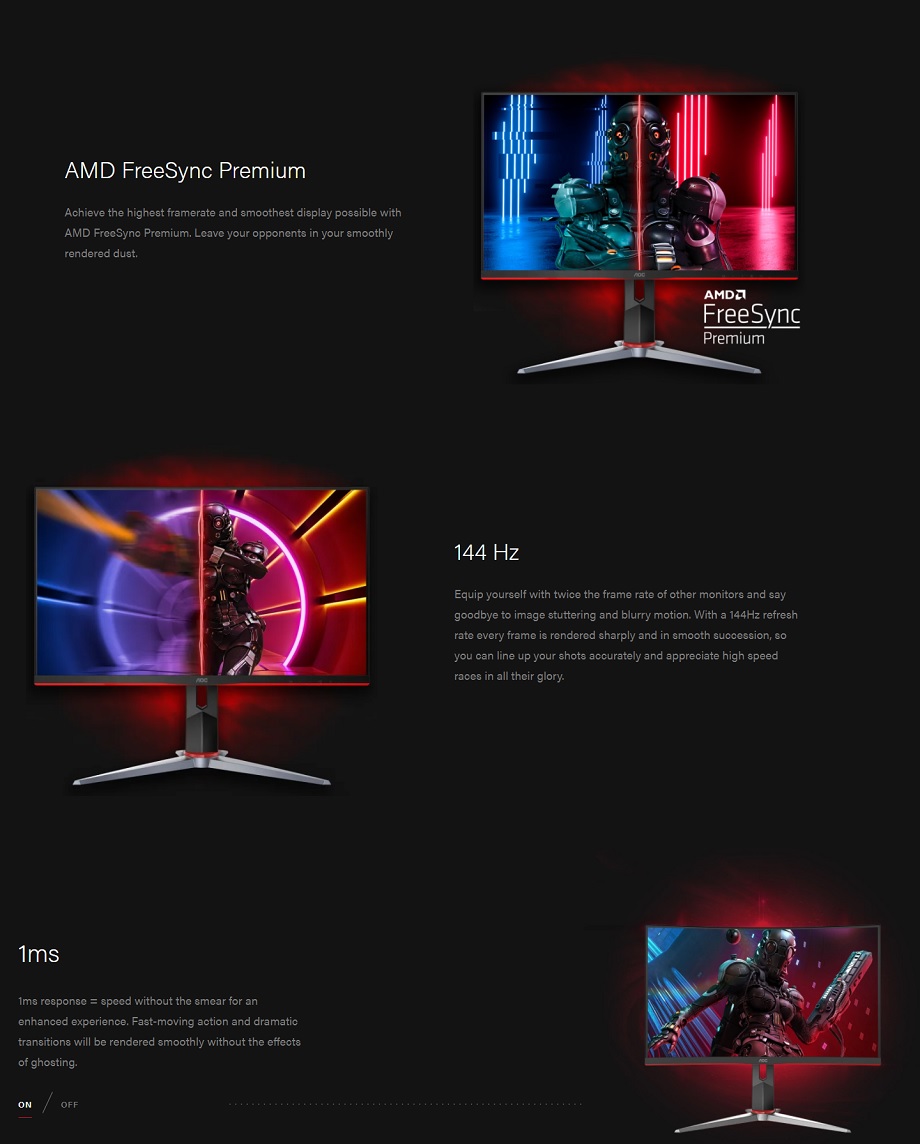 AMD FreeSync Premium
Achieve the highest framerate and smoothest display possible with
AMD FreeSync Premium. Leave your opponents in your smoothly
rendered dust.
AOC
AMD
FreeSync
Premium
AOC
144 Hz
Equip yourself with twice the frame rate of other monitors and say
goodbye to image stuttering and blurry motion. With a 144Hz refresh
rate every frame is rendered sharply and in smooth succession, so
you can line up your shots accurately and appreciate high speed
races in all their glory.
1ms
1ms response = speed without the smear for an
enhanced experience. Fast-moving action and dramatic
transitions will be rendered smoothly without the effects
of ghosting.
ON / OFF
AOC